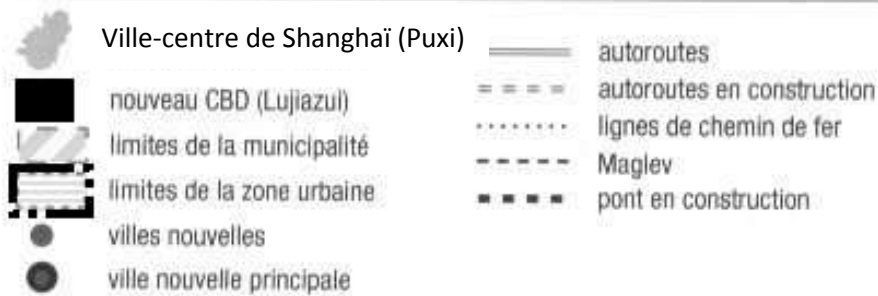 Ville-centre de Shanghaï (Puxi)
nouveau CBD (Lujiazui)
limites de la municipalité
limites de la zone urbaine
villes nouvelles
ville nouvelle principale
autoroutes
autoroutes en construction
lignes de chemin de fer
Maglev
pont en construction